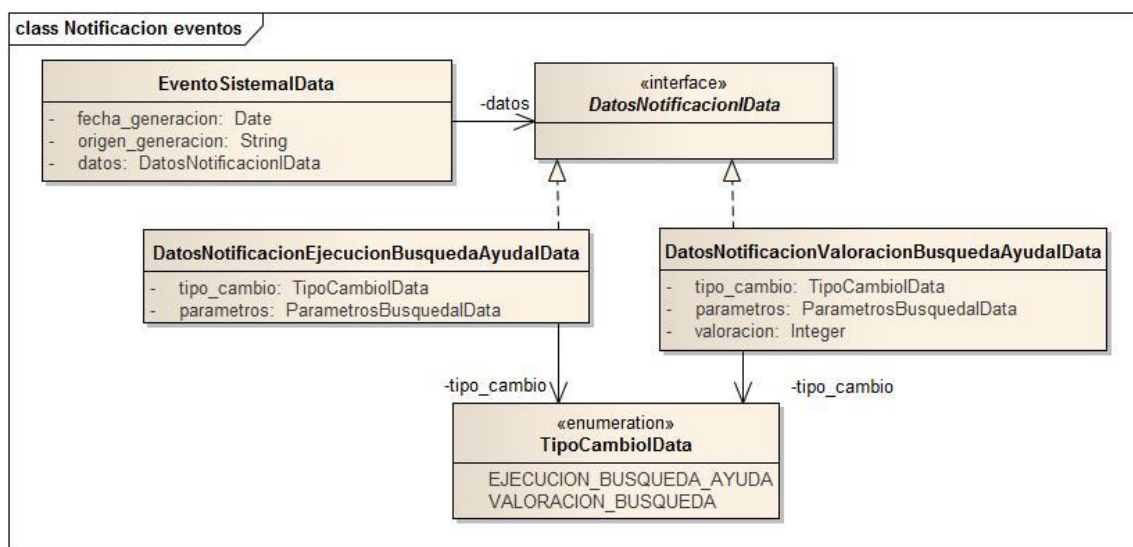 class Notificacion eventos
EventoSistemaIData
- fecha_generacion: Date
- origen_generacion: String
- datos: DatosNotificacionIData
-datos
«interface»
DatosNotificacionIData
DatosNotificacionEjecucionBusquedaAyudaIData
- tipo_cambio: TipoCambioIData
- parametros: ParametrosBusquedaIData
DatosNotificacionValoracionBusquedaAyudaIData
- tipo_cambio: TipoCambioIData
- parametros: ParametrosBusquedaIData
- valoracion: Integer
-tipo_cambio
-tipo_cambio
«enumeration»
TipoCambioIData
EJECUCION_BUSQUEDA_AYUDA
VALORACION_BUSQUEDA